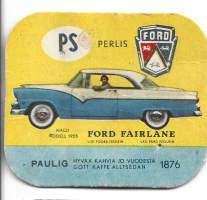 PS PERLIS
FORD
MALLI
MODELL 1955
FORD FAIRLANE
PAULIG HYVÄÄ KAHVIA JO VUODESTA 1876
GOTT KAFFE ALLTSEDAN